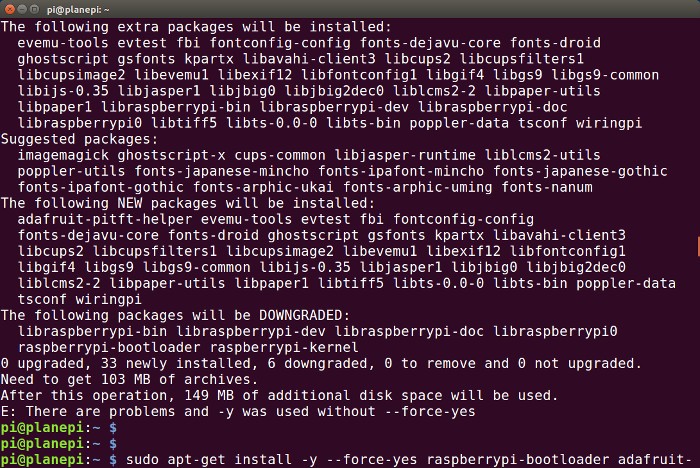 pi@planepi: ~
The following extra packages will be installed:
evemu-tools evtest fbi fontconfig-config fonts-dejavu-core fonts-droid
ghostscript gsfonts kpartx libavahi-client3 libcups2 libcupsfilters1
libcupsimage2 libevemu1 libexif12 libfontconfig1 libgif4 libgs9 libgs9-common
libijs-0.35 libjasper1 libjbig0 libjbig2dec0 liblcms2-2 libpaper-utils
libpaper1 libraspberrypi-bin libraspberrypi-dev libraspberrypi-doc
libraspberrypi0 libtiff5 libts-0.0-0 libts-bin poppler-data tsconf wiringpi
Suggested packages:
imagemagick ghostscript-x cups-common libjasper-runtime liblcms2-utils
poppler-utils fonts-japanese-mincho fonts-ipafont-mincho fonts-japanese-gothic
fonts-ipafont-gothic fonts-arphic-ukai fonts-arphic-uming fonts-nanum
The following NEW packages will be installed:
adafruit-pitft-helper evemu-tools evtest fbi fontconfig-config
fonts-dejavu-core fonts-droid ghostscript gsfonts kpartx libavahi-client3
libcups2 libcupsfilters1 libcupsimage2 libevemu1 libexif12 libfontconfig1
libgif4 libgs9 libgs9-common libijs-0.35 libjasper1 libjbig0 libjbig2dec0
liblcms2-2 libpaper-utils libpaper1 libtiff5 libts-0.0-0 libts-bin poppler-data
tsconf wiringpi
The following packages will be DOWNGRADED:
libraspberrypi-bin libraspberrypi-dev libraspberrypi-doc libraspberrypi0
raspberrypi-bootloader raspberrypi-kernel
0 upgraded, 33 newly installed, 6 downgraded, 0 to remove and 0 not upgraded.
Need to get 103 MB of archives.
After this operation, 149 MB of additional disk space will be used.
E: There are problems and -y was used without --force-yes
pi@planepi:~ $
pi@planepi:~ $
pi@planepi:~ $ sudo apt-get install -y --force-yes raspberrypi-bootloader adafruit-